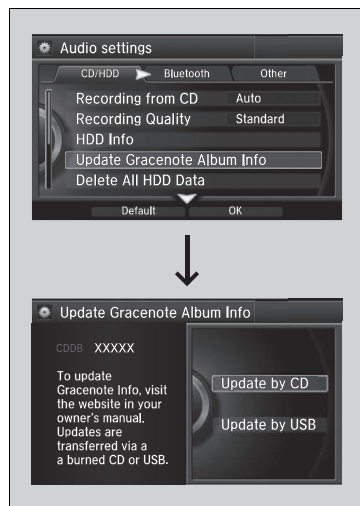 Audio settings
CD/HDD Bluetooth Other
Recording from CD Auto
Recording Quality Standard
HDD Info
Update Gracenote Album Info
Delete All HDD Data
Default OK
Update Gracenote Album Info
CDDB XXXXX
To update
Gracenote Info, visit
the website in your
owner's manual.
Updates are
transferred via a
a burned CD or USB.
Update by CD
Update by USB